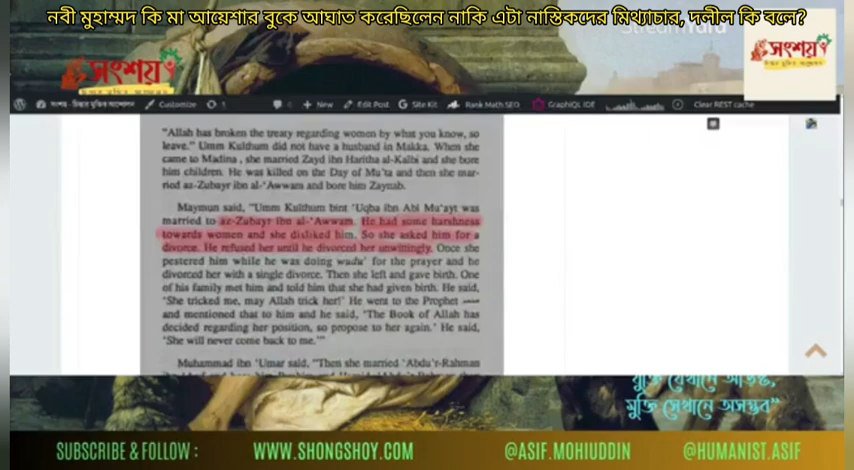 নবী মুহাম্মদ কি মা আয়েশার বুকে আঘাত করেছিলেন নাকি এটা নাস্তিকদের মিথ্যাচার, দলীল কি বলে?
সংশয়
সংশয়
সংশয় - চিন্তার মুক্তির আন্দোলন
Customize
1
0
New
Edit Post
Site Kit
Rank Math SEO
GraphiQL IDE
Clear REST cache
"Allah has broken the treaty regarding women by what you know, so
leave." Umm Kulthum did not have a husband in Makka. When she
came to Madina, she married Zayd ibn Haritha al-Kalbi and she bore
him children. He was killed on the Day of Mu'ta and then she mar-
ried az-Zubayr ibn al-'Awwam and bore him Zaynab.
Maymun said, "Umm Kulthum bint 'Uqba ibn Abi Mu'ayt was
married to az-Zubayr ibn al-'Awwam. He had some harshness
towards women and she disliked him. So she asked him for a
divorce. He refused her until he divorced her unwittingly. Once she
pestered him while he was doing wudu' for the prayer and he
divorced her with a single divorce. Then she left and gave birth. One
of his family met him and told him that she had given birth. He said,
'She tricked me, may Allah trick her!' He went to the Prophet
and mentioned that to him and he said, 'The Book of Allah has
decided regarding her position, so propose to her again.' He said,
'She will never come back to me.'"
Muhammad ibn 'Umar said, "Then she married 'Abdu'r-Rahman
যুক্তি যেখানে আড়ষ্ট,
মুক্তি সেখানে অসম্ভব"
SUBSCRIBE & FOLLOW :
WWW.SHONGSHOY.COM
@ASIF.MOHIUDDIN
@HUMANIST.ASIF